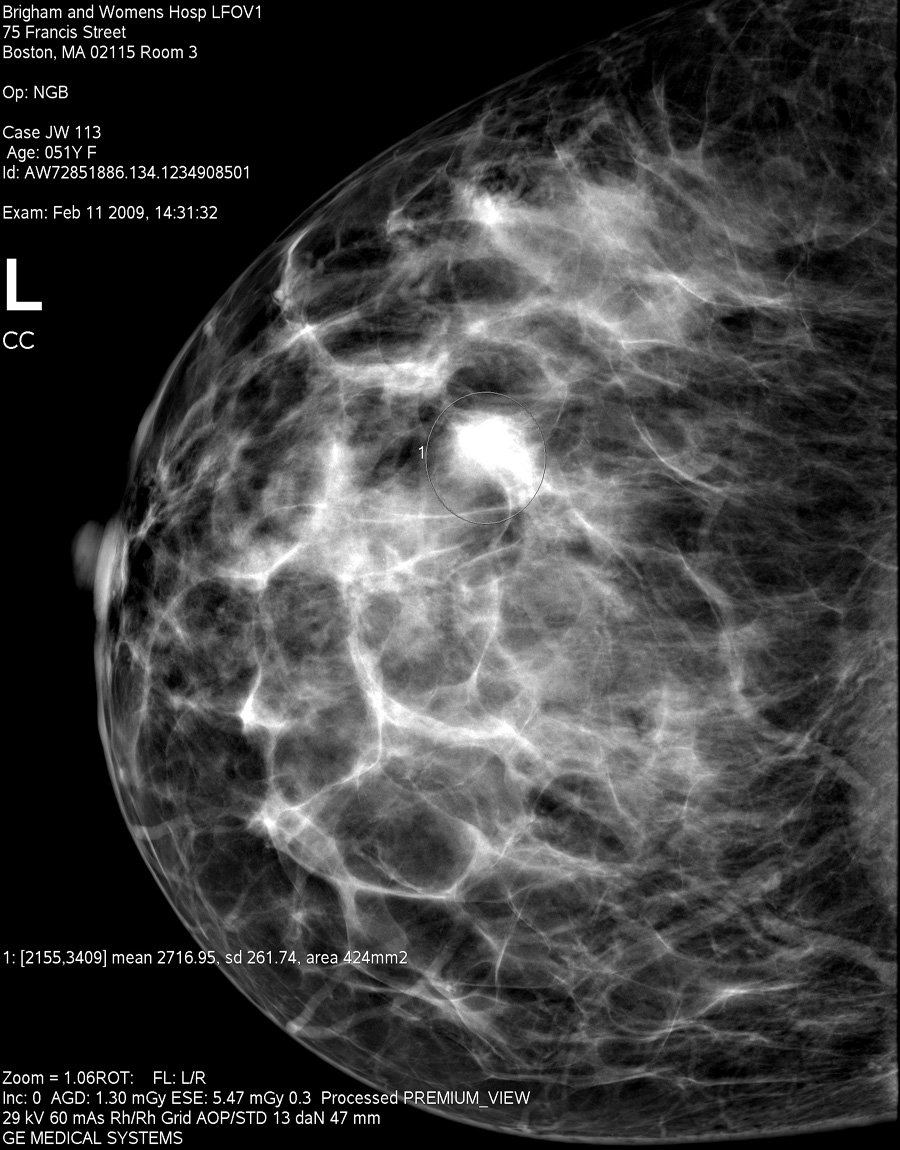 Brigham and Womens Hosp LFOV1
75 Francis Street
Boston, MA 02115 Room 3
Op: NGB
Case JW 113
Age: 051Y F
Id: AW72851886.134.1234908501
Exam: Feb 11 2009, 14:31:32
L
CC
1
1: [2155,3409] mean 2716.95, sd 261.74, area 424mm2
Zoom = 1.06ROT: FL: L/R
Inc: 0 AGD: 1.30 mGy ESE: 5.47 mGy 0.3 Processed PREMIUM_VIEW
29 kV 60 mAs Rh/Rh Grid AOP/STD 13 daN 47 mm
GE MEDICAL SYSTEMS